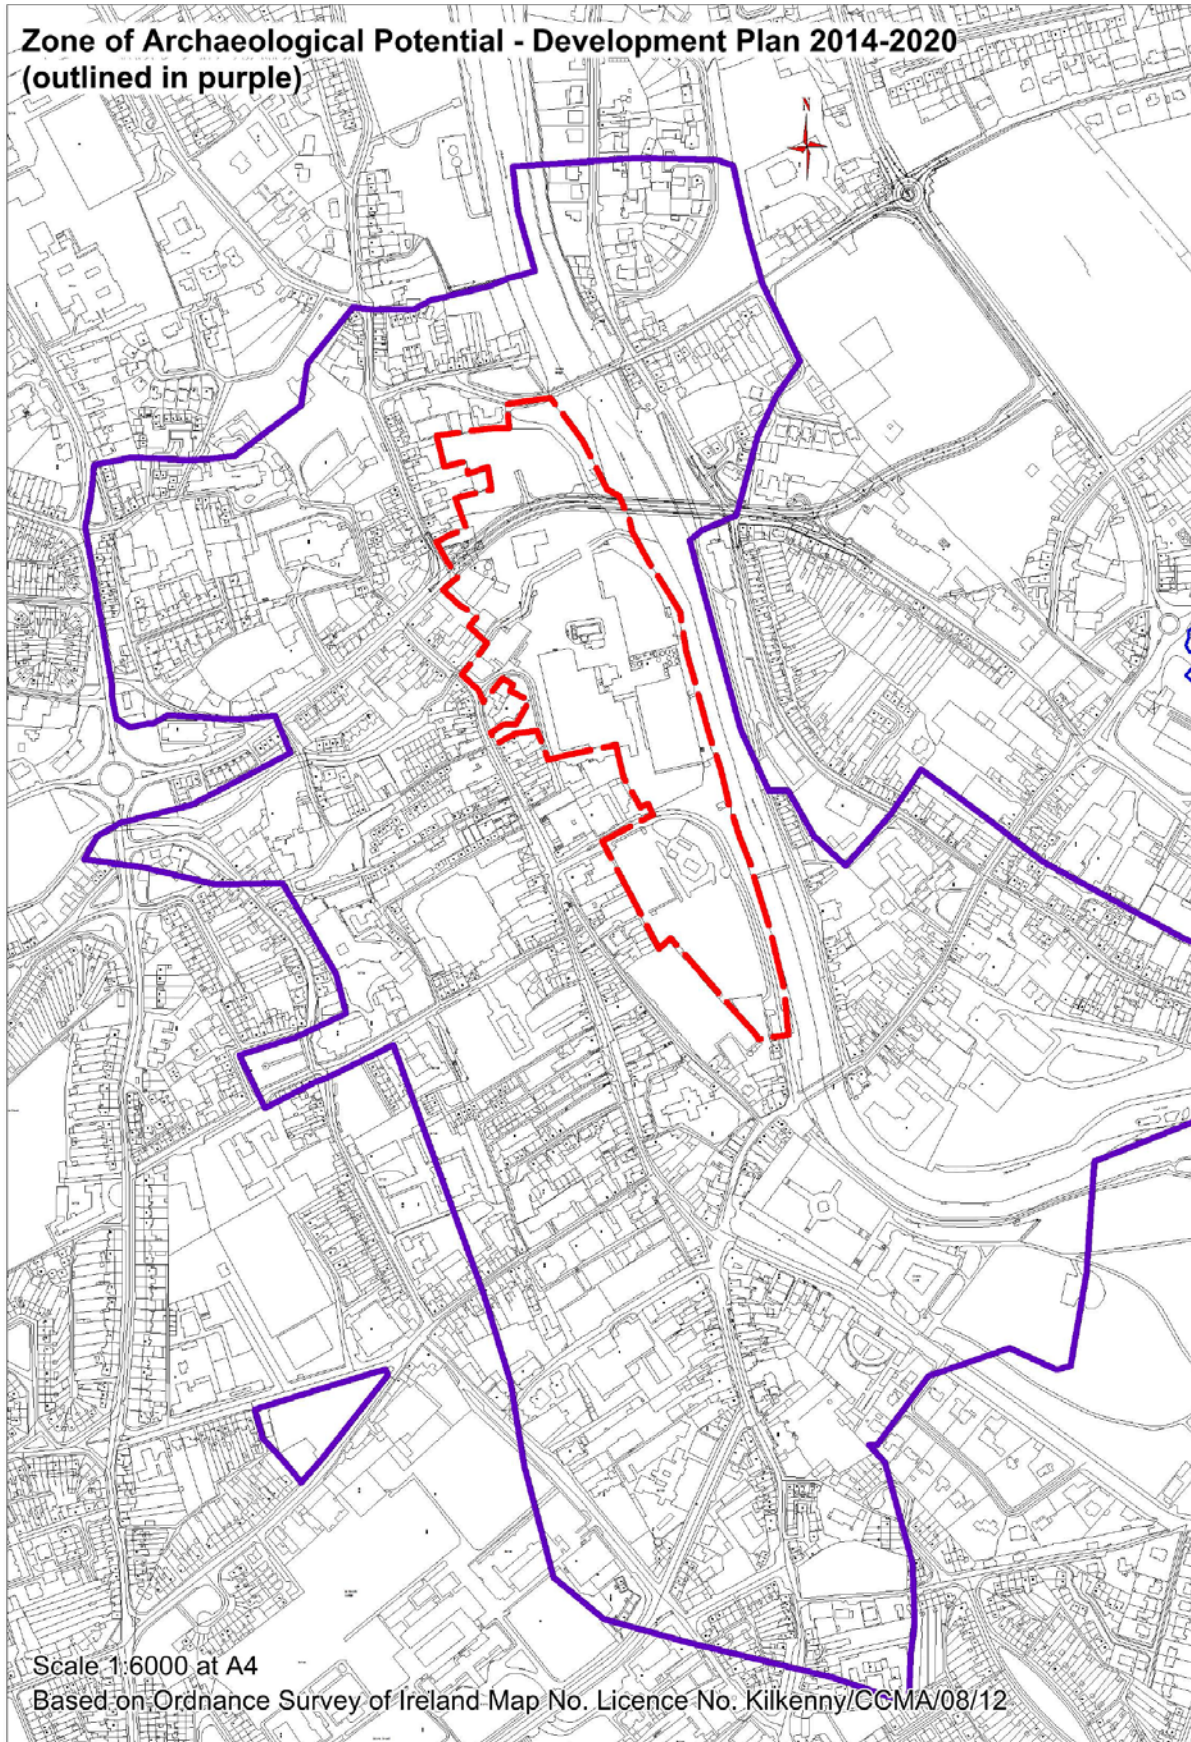 Zone of Archaeological Potential - Development Plan 2014-2020
(outlined in purple)
N
Scale 1:6000 at A4
Based on Ordnance Survey of Ireland Map No. Licence No. Kilkenny/CCMA/08/12